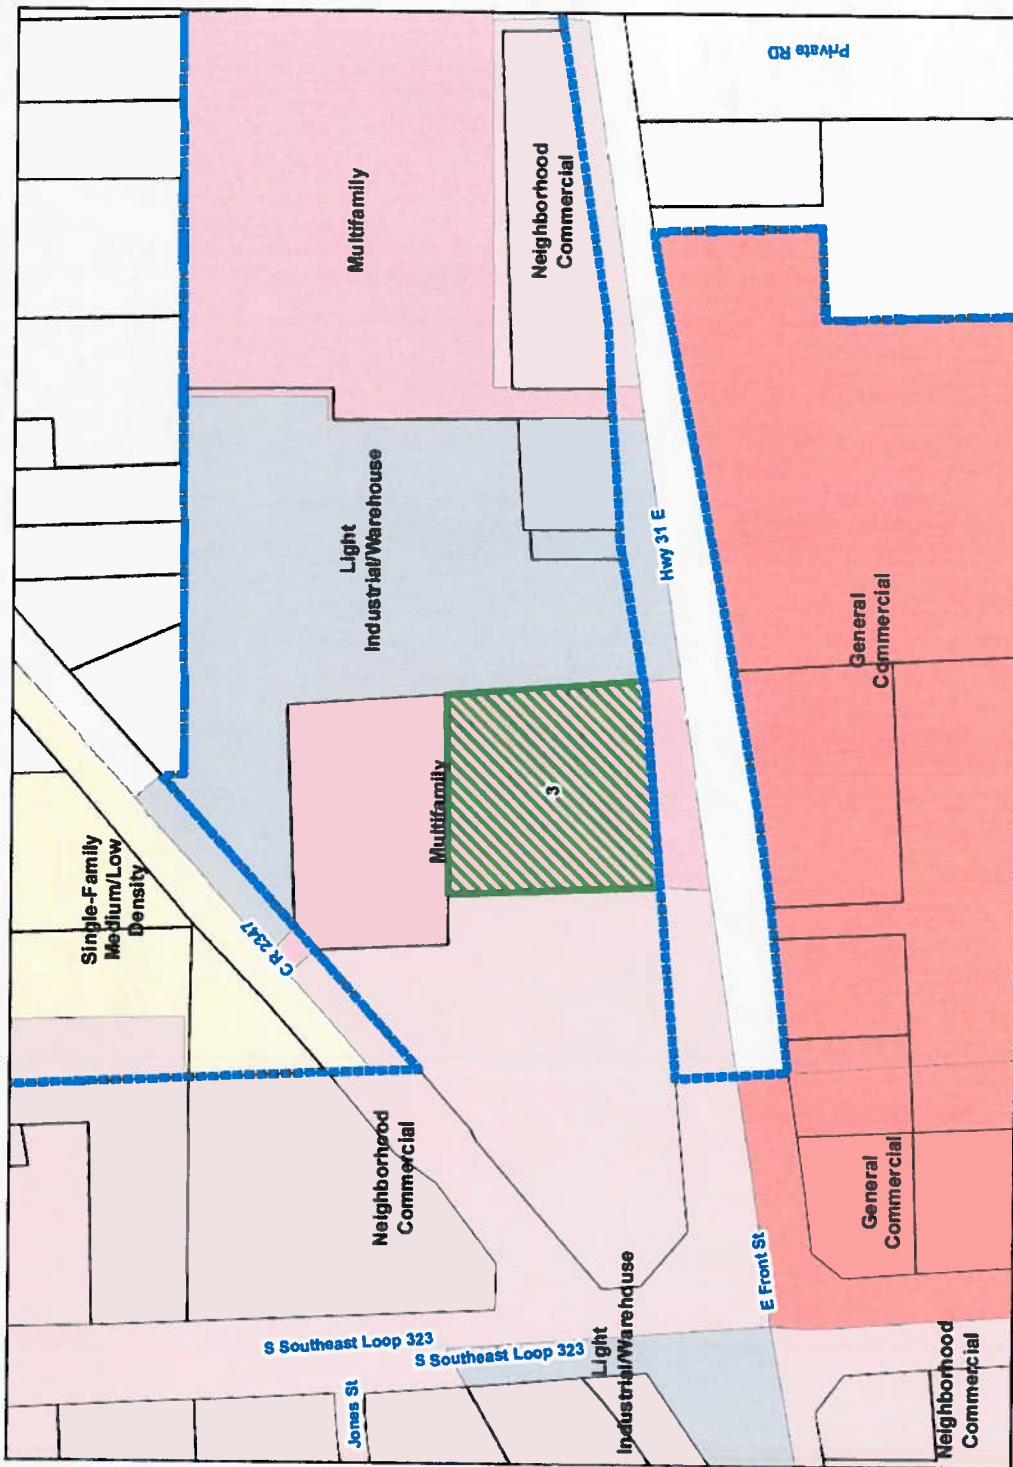 Private RD
Multifamily
Neighborhood
Commercial
Light
Industrial/Warehouse
Hwy 31 E
General
Commercial
Multifamily
3
Single-Family
Medium/Low
Density
CR 2347
Neighborhood
Commercial
General
Commercial
E Front St
S Southeast Loop 323
S Southeast Loop 323
Light
Industrial/Warehouse
Jones St
Neighborhood
Commercial